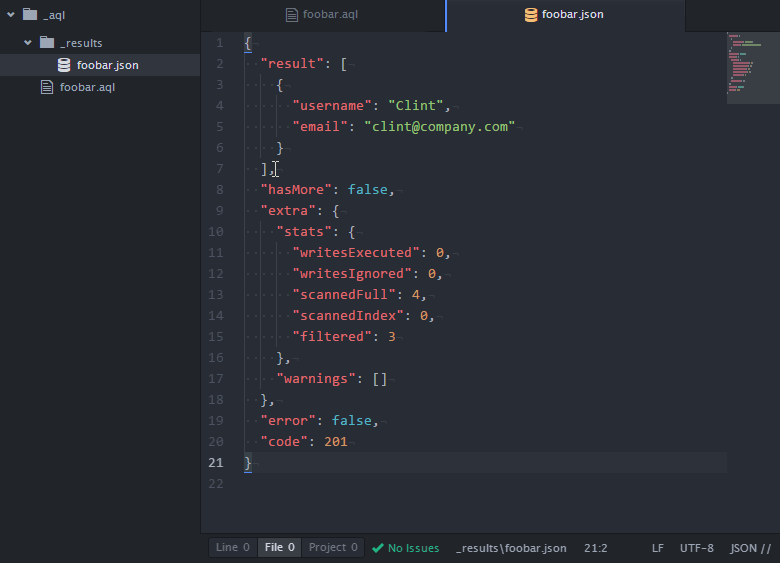 _aql
_results
foobar.json
foobar.aql
foobar.aql
foobar.json
1 {
2 "result": [
3 {
4 "username": "Clint",
5 "email": "clint@company.com"
6 }
7 ],
8 "hasMore": false,
9 "extra": {
10 "stats": {
11 "writesExecuted": 0,
12 "writesIgnored": 0,
13 "scannedFull": 4,
14 "scannedIndex": 0,
15 "filtered": 3
16 },
17 "warnings": []
18 },
19 "error": false,
20 "code": 201
21 }
22
Line 0 File 0 Project 0 No Issues _results\foobar.json 21:2 LF UTF-8 JSON //